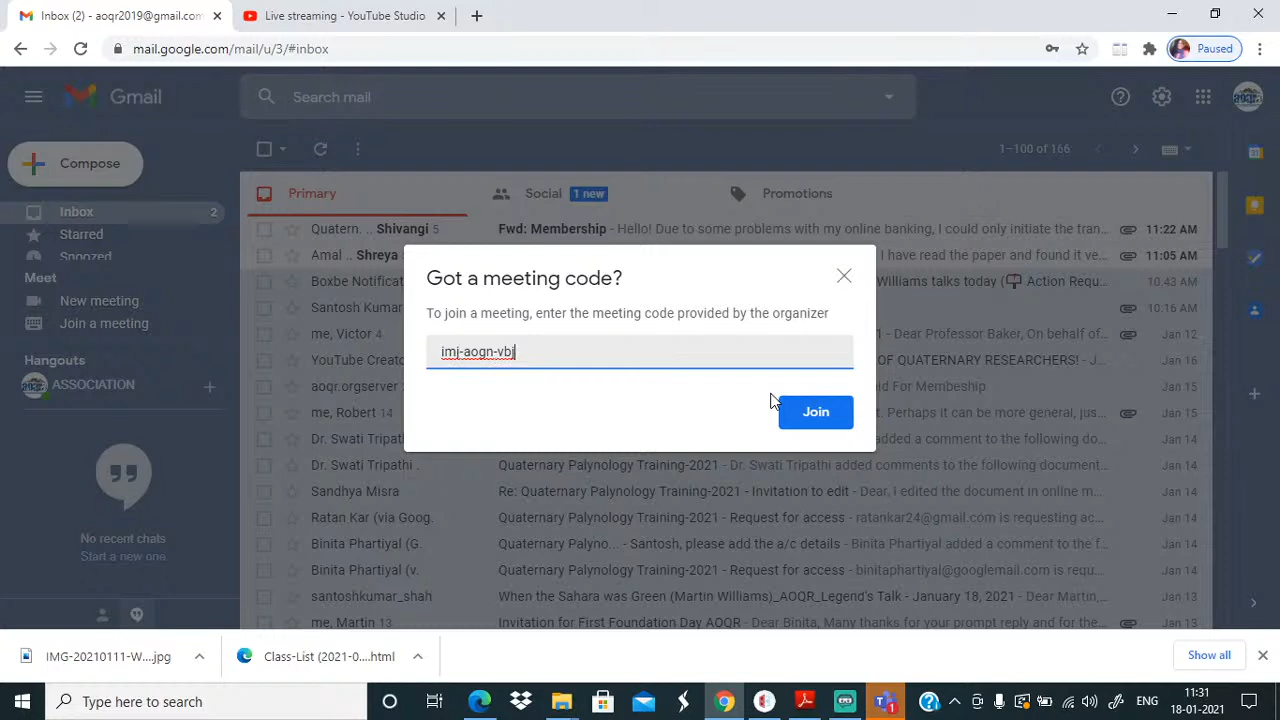 Inbox (2) - aoqr2019@gmail.com
Live streaming - YouTube Studio
mail.google.com/mail/u/3/#inbox
Paused
Gmail
Search mail
Compose
1–100 of 166
Primary
Social 1 new
Promotions
Inbox 2
Starred
Snoozed
Meet
New meeting
Join a meeting
Hangouts
ASSOCIATION
No recent chats
Start a new one
Quatern. .. Shivangi 5 Fwd: Membership - Hello! Due to some problems with my online banking, I could only initiate the tran... 11:22 AM
Amal .. Shreya I have read the paper and found it ve... 11:05 AM
Boxbe Notificat Williams talks today ( Action Requ... 10:43 AM
Santosh Kumar 10:16 AM
me, Victor 4 Dear Professor Baker, On behalf of... Jan 15
YouTube Creato OF QUATERNARY RESEARCHERS! - Jan 15
aoqr.orgserver id For Membeship Jan 15
me, Robert 14 t. Perhaps it can be more general, jus... Jan 15
Dr. Swati Tripath added a comment to the following do... Jan 14
Dr. Swati Tripathi . Quaternary Palynology Training-2021 - Dr. Swati Tripathi added comments to the following document... Jan 14
Sandhya Misra Re: Quaternary Palynology Training-2021 - Invitation to edit - Dear, I edited the document in online m... Jan 14
Ratan Kar (via Goog. Quaternary Palynology Training-2021 - Request for access - ratankar24@gmail.com is requesting ac... Jan 14
Binita Phartiyal (G. Quaternary Palyno... - Santosh, please add the a/c details - Binita Phartiyal added a comment to the f... Jan 14
Binita Phartiyal (v. Quaternary Palynology Training-2021 - Request for access - binitaphartiyal@googlemail.com is reques... Jan 14
santoshkumar_shah When the Sahara was Green (Martin Williams)_AOQR_Legend's Talk - January 18, 2021 - Dear Martin,... Jan 13
me, Martin 13 Invitation for First Foundation Day AOQR - Dear Binita, Many thanks for your prompt reply and for the... Jan 13
Got a meeting code?
To join a meeting, enter the meeting code provided by the organizer
imj-aogn-vbj
Join
IMG-20210111-W....jpg
Class-List (2021-0....html
Show all
Type here to search
ENG
11:31
18-01-2021